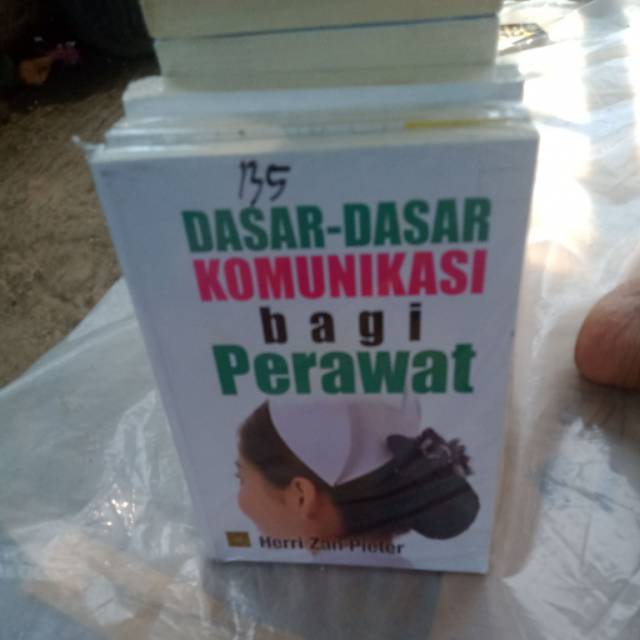 135
DASAR-DASAR
KOMUNIKASI
bagi
Perawat
Herri Zan Pieter